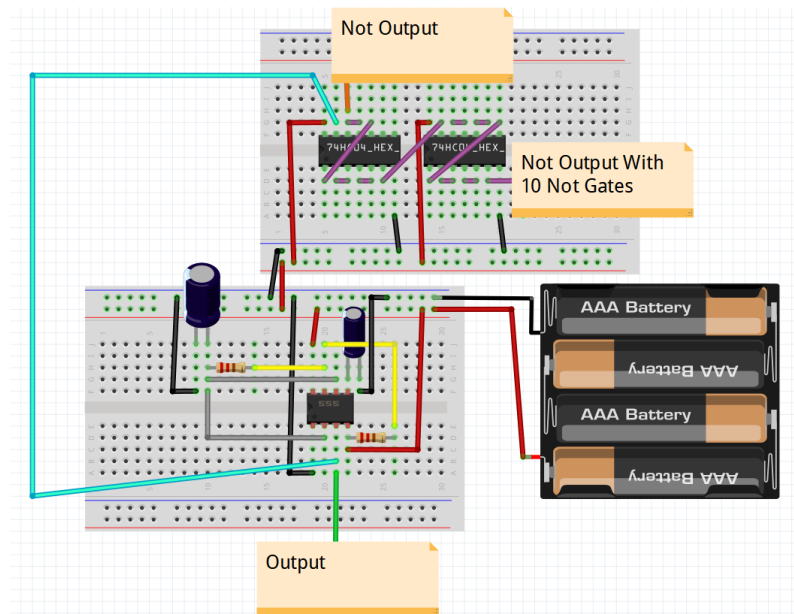 Not Output
74HC04_HEX_
74HC04_HEX_
Not Output With
10 Not Gates
AAA Battery
AAA Battery
AAA Battery
AAA Battery
555
Output